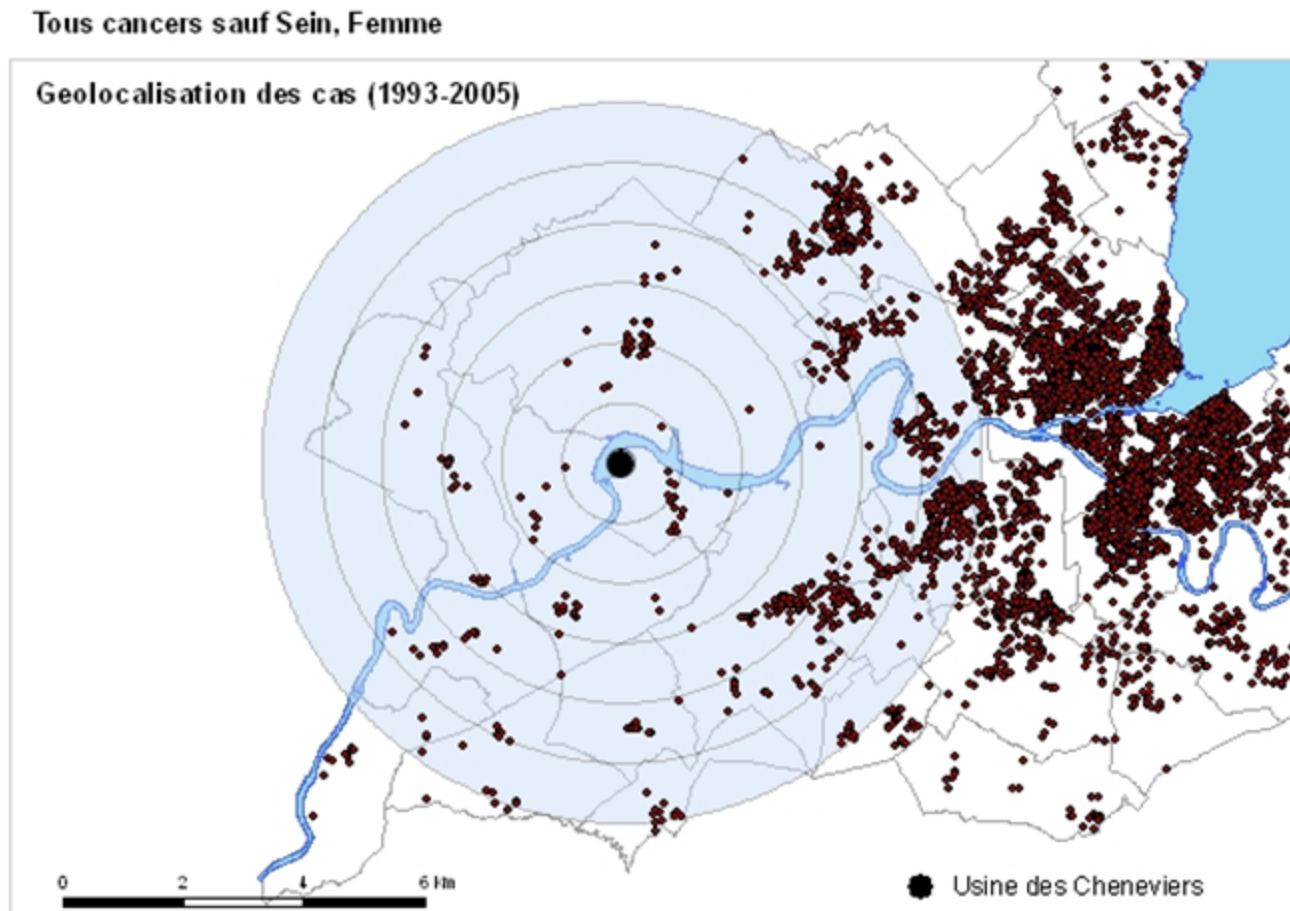 Tous cancers sauf Sein, Femme
Geolocalisation des cas (1993-2005)
0 2 4 6 km
Usine des Cheneviers